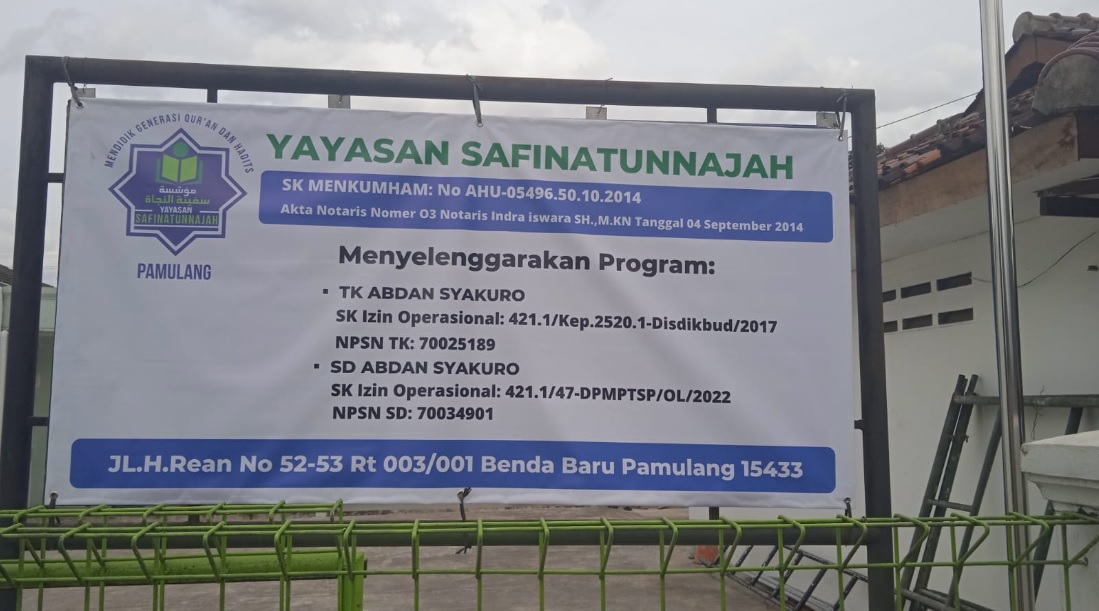 MENDIDIK GENERASI QUR'AN DAN HADITS
مؤسسة
سفينة النجاة
YAYASAN
SAFINATUNNAJAH
PAMULANG
YAYASAN SAFINATUNNAJAH
SK MENKUMHAM: No AHU-05496.50.10.2014
Akta Notaris Nomer O3 Notaris Indra iswara SH.,M.KN Tanggal 04 September 2014
Menyelenggarakan Program:
▪ TK ABDAN SYAKURO
SK Izin Operasional: 421.1/Kep.2520.1-Disdikbud/2017
NPSN TK: 70025189
▪ SD ABDAN SYAKURO
SK Izin Operasional: 421.1/47-DPMPTSP/OL/2022
NPSN SD: 70034901
JL.H.Rean No 52-53 Rt 003/001 Benda Baru Pamulang 15433